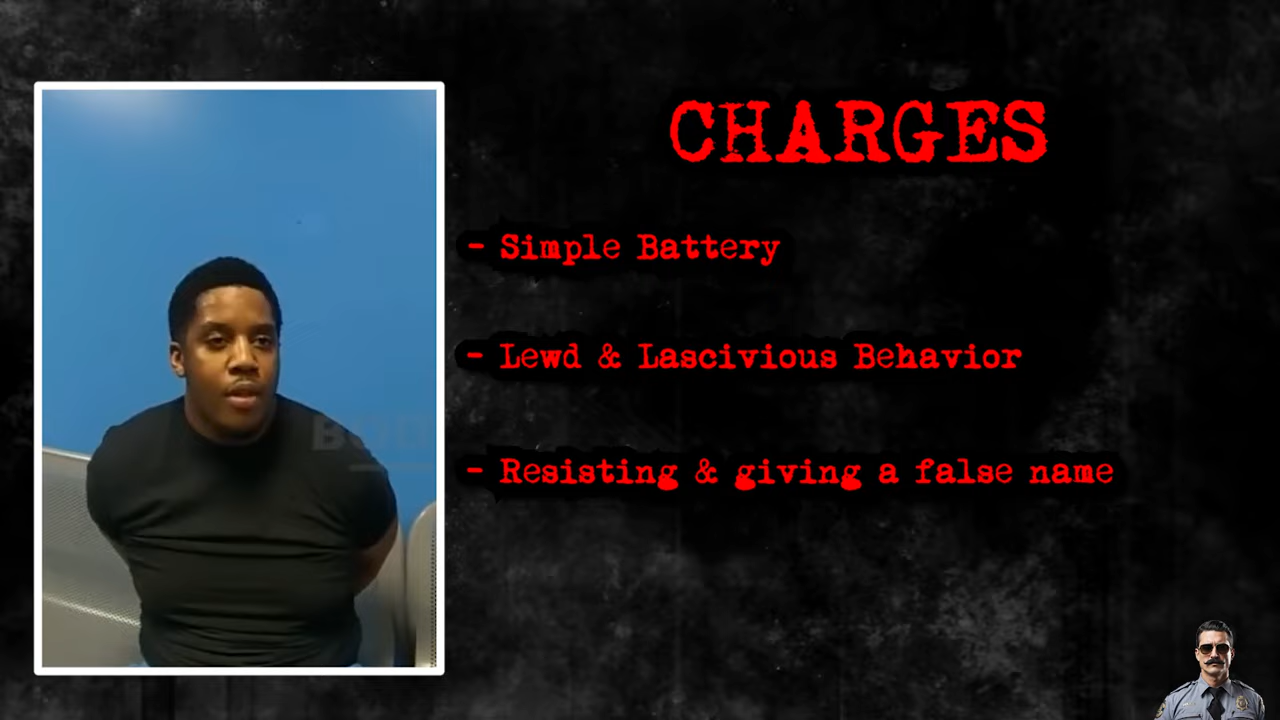 CHARGES
- Simple Battery
- Lewd & Lascivious Behavior
- Resisting & giving a false name